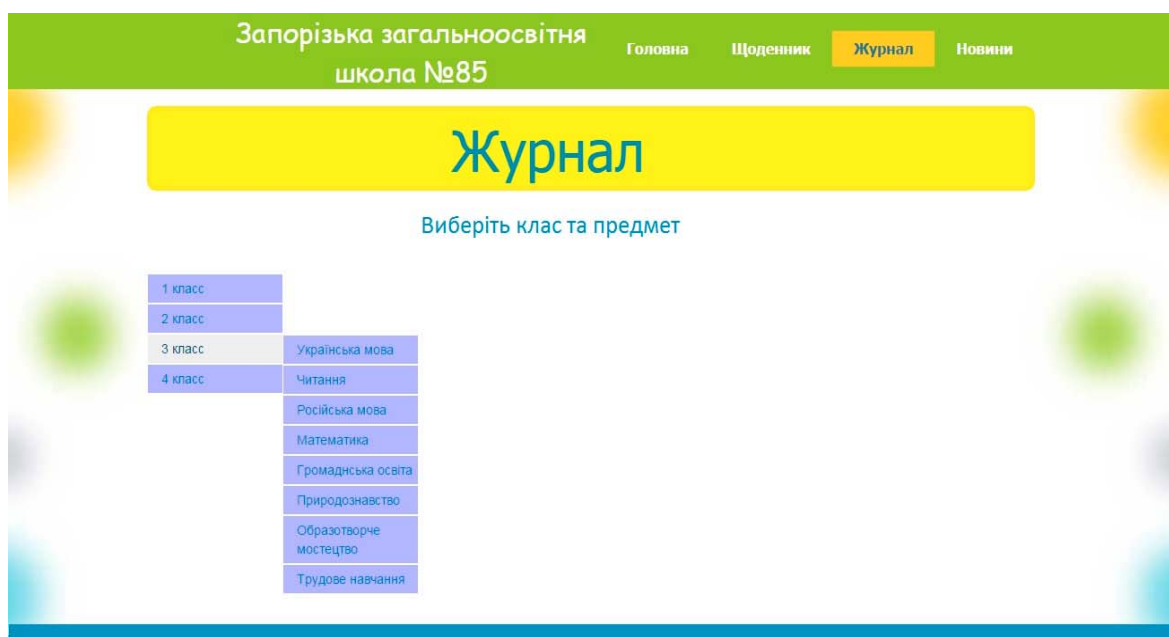 Запорізька загальноосвітня
школа №85
Головна
Щоденник
Журнал
Новини
Журнал
Виберіть клас та предмет
1 класс
2 класс
3 класс
4 класс
Українська мова
Читання
Російська мова
Математика
Громаднська освіта
Природознавство
Образотворче
мостецтво
Трудове навчання